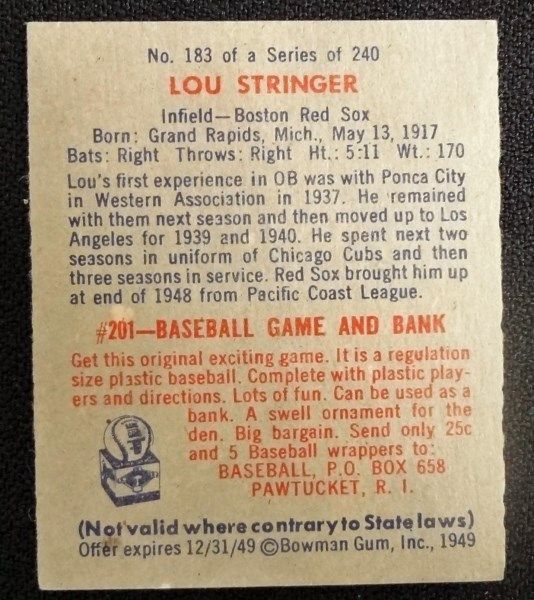 No. 183 of a Series of 240
LOU STRINGER
Infield—Boston Red Sox
Born: Grand Rapids, Mich., May 13, 1917
Bats: Right Throws: Right Ht.: 5:11 Wt.: 170
Lou's first experience in OB was with Ponca City
in Western Association in 1937. He remained
with them next season and then moved up to Los
Angeles for 1939 and 1940. He spent next two
seasons in uniform of Chicago Cubs and then
three seasons in service. Red Sox brought him up
at end of 1948 from Pacific Coast League.
#201—BASEBALL GAME AND BANK
Get this original exciting game. It is a regulation
size plastic baseball. Complete with plastic play-
ers and directions. Lots of fun. Can be used as a
bank. A swell ornament for the
den. Big bargain. Send only 25c
and 5 Baseball wrappers to:
BASEBALL, P.O. BOX 658
PAWTUCKET, R. I.
(Not valid where contrary to State laws)
Offer expires 12/31/49 ©Bowman Gum, Inc., 1949